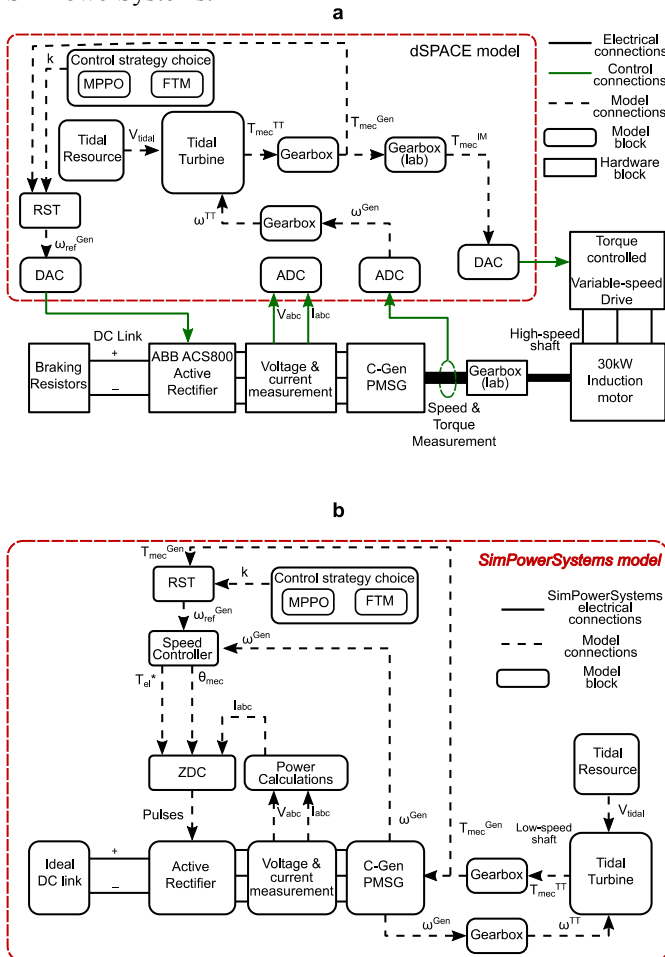 a
dSPACE model
k
Control strategy choice
MPPO
FTM
Tidal
Resource
V_tidal
Tidal
Turbine
T_mec^TT
Gearbox
T_mec^Gen
Gearbox
(lab)
T_mec^IM
RST
ω_ref^Gen
DAC
ω^TT
Gearbox
ω^Gen
ADC
ADC
DAC
V_abc
I_abc
Electrical
connections
Control
connections
Model
connections
Model
block
Hardware
block
Torque
controlled
Variable-speed
Drive
High-speed
shaft
30kW
Induction
motor
DC Link
+
–
Braking
Resistors
ABB ACS800
Active
Rectifier
Voltage &
current
measurement
C-Gen
PMSG
Gearbox
(lab)
Speed &
Torque
Measurement
b
SimPowerSystems model
T_mec^Gen
RST
k
Control strategy choice
MPPO
FTM
ω_ref^Gen
Speed
Controller
ω^Gen
T_el*
θ_mec
I_abc
ZDC
Power
Calculations
Pulses
V_abc
I_abc
ω^Gen
SimPowerSystems
electrical
connections
Model
connections
Model
block
Tidal
Resource
V_tidal
Tidal
Turbine
Low-speed
shaft
T_mec^Gen
Gearbox
T_mec^TT
Ideal
DC link
+
–
Active
Rectifier
Voltage &
current
measurement
C-Gen
PMSG
ω^Gen
Gearbox
ω^TT